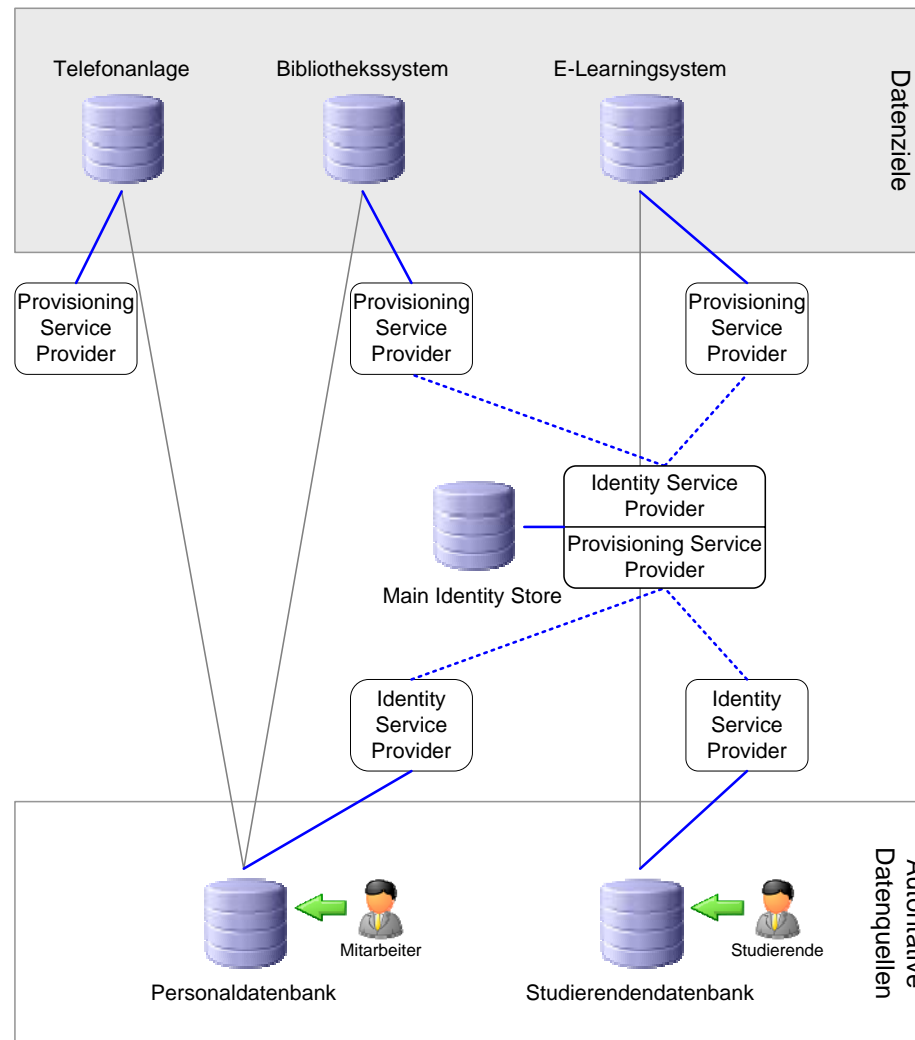 Telefonanlage
Bibliothekssystem
E-Learningsystem
Datenziele
Provisioning
Service
Provider
Provisioning
Service
Provider
Provisioning
Service
Provider
Identity Service
Provider
Provisioning Service
Provider
Main Identity Store
Identity
Service
Provider
Identity
Service
Provider
Autoritative
Datenquellen
Mitarbeiter
Studierende
Personaldatenbank
Studierendendatenbank